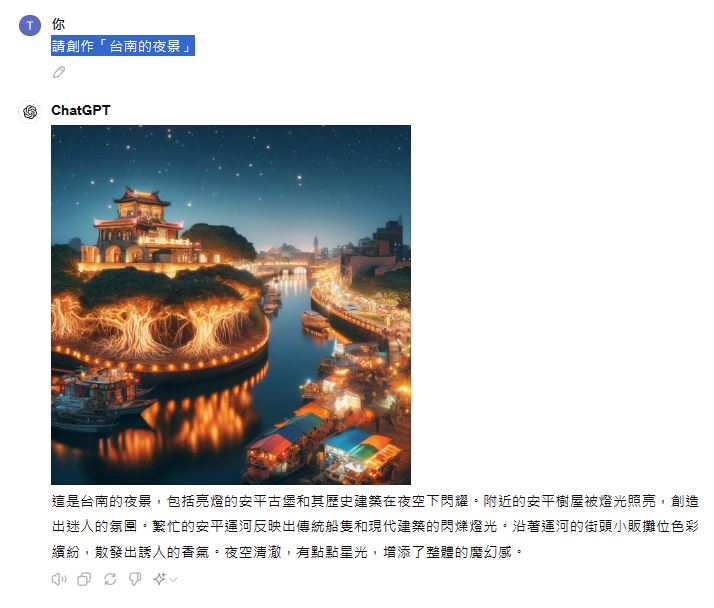 T
你
請創作「台南的夜景」
ChatGPT
這是台南的夜景，包括亮燈的安平古堡和其歷史建築在夜空下閃耀。附近的安平樹屋被燈光照亮，創造
出迷人的氛圍。繁忙的安平運河反映出傳統船隻和現代建築的閃爍燈光。沿著運河的街頭小販攤位色彩
繽紛，散發出誘人的香氣。夜空清澈，有點點星光，增添了整體的魔幻感。